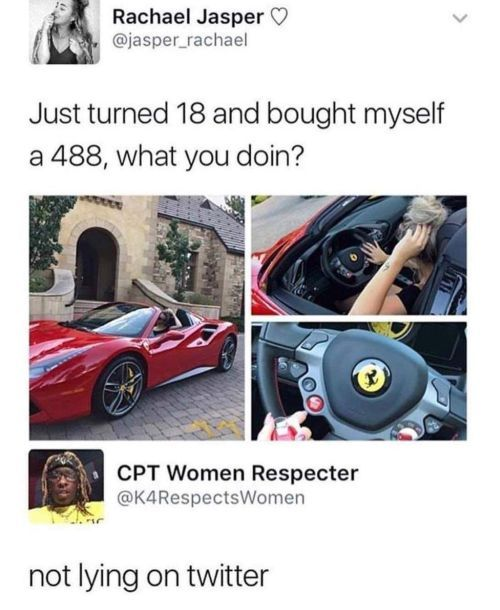 Rachael Jasper ♡
@jasper_rachael
Just turned 18 and bought myself
a 488, what you doin?
CPT Women Respecter
@K4RespectsWomen
not lying on twitter